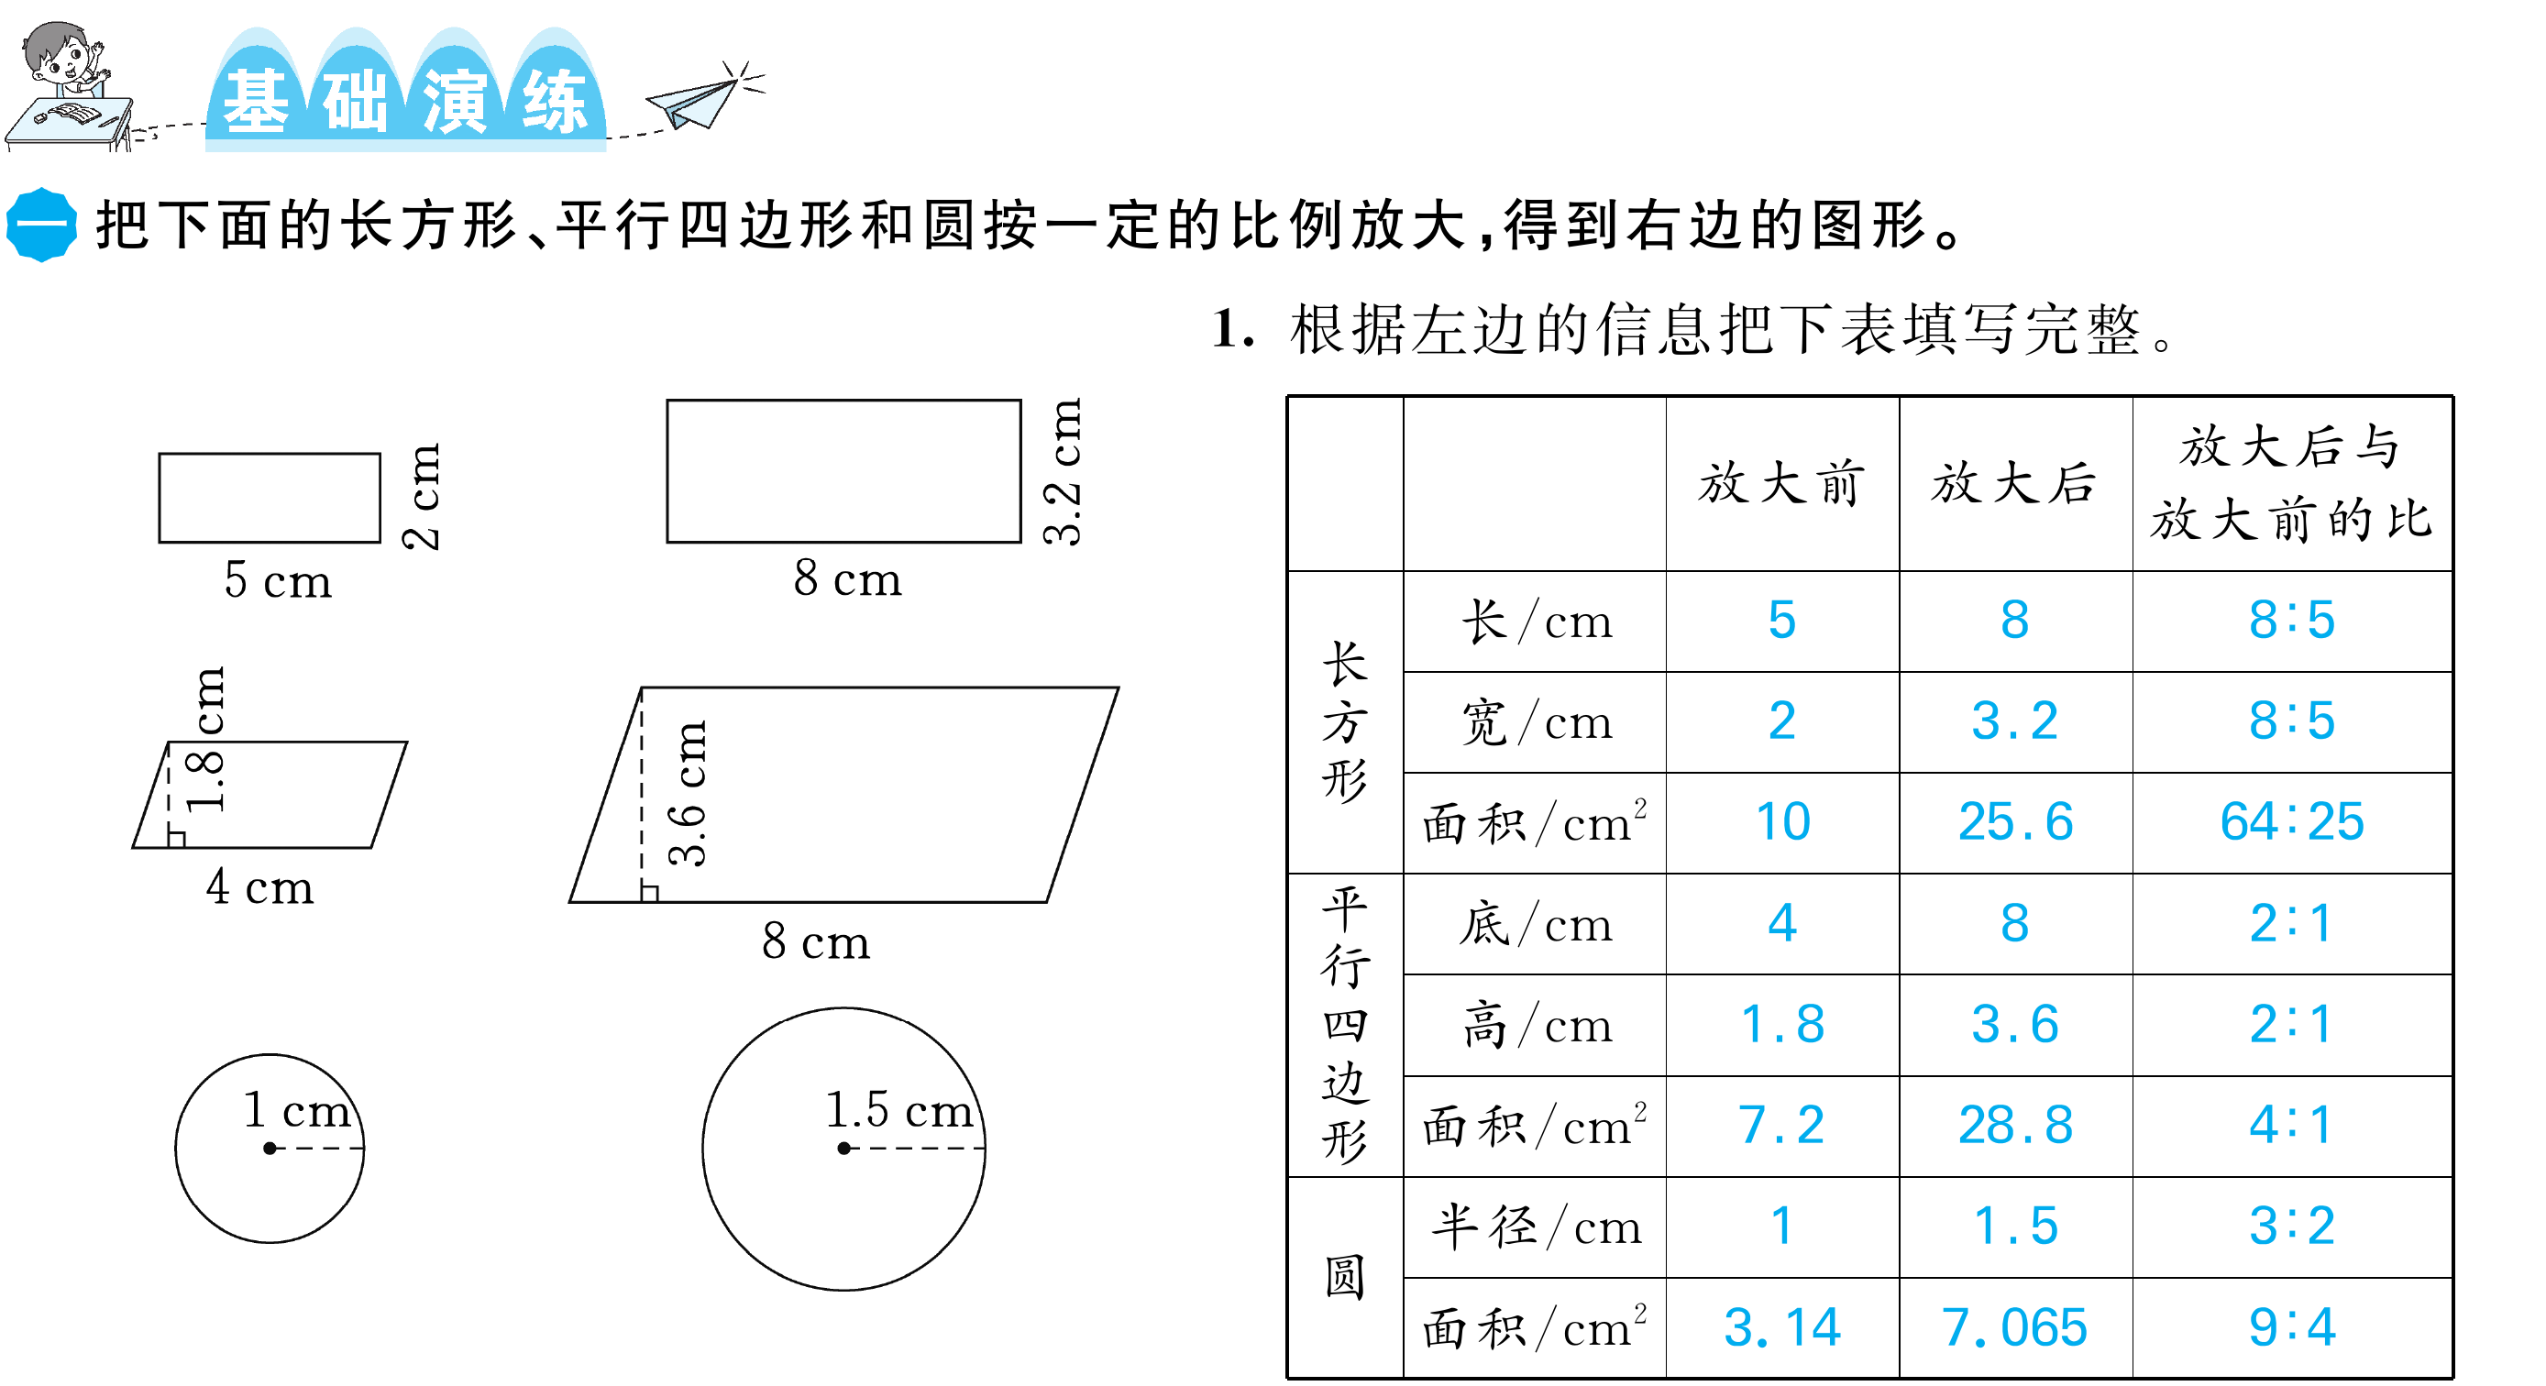 基础演练
一 把下面的长方形、平行四边形和圆按一定的比例放大,得到右边的图形。
2 cm
5 cm
3.2 cm
8 cm
1.8 cm
4 cm
3.6 cm
8 cm
1 cm
1.5 cm
1. 根据左边的信息把下表填写完整。
放大前 放大后 放大后与
放大前的比
长方形
长/cm 5 8 8:5
宽/cm 2 3.2 8:5
面积/cm² 10 25.6 64:25
平行四边形
底/cm 4 8 2:1
高/cm 1.8 3.6 2:1
面积/cm² 7.2 28.8 4:1
圆
半径/cm 1 1.5 3:2
面积/cm² 3.14 7.065 9:4